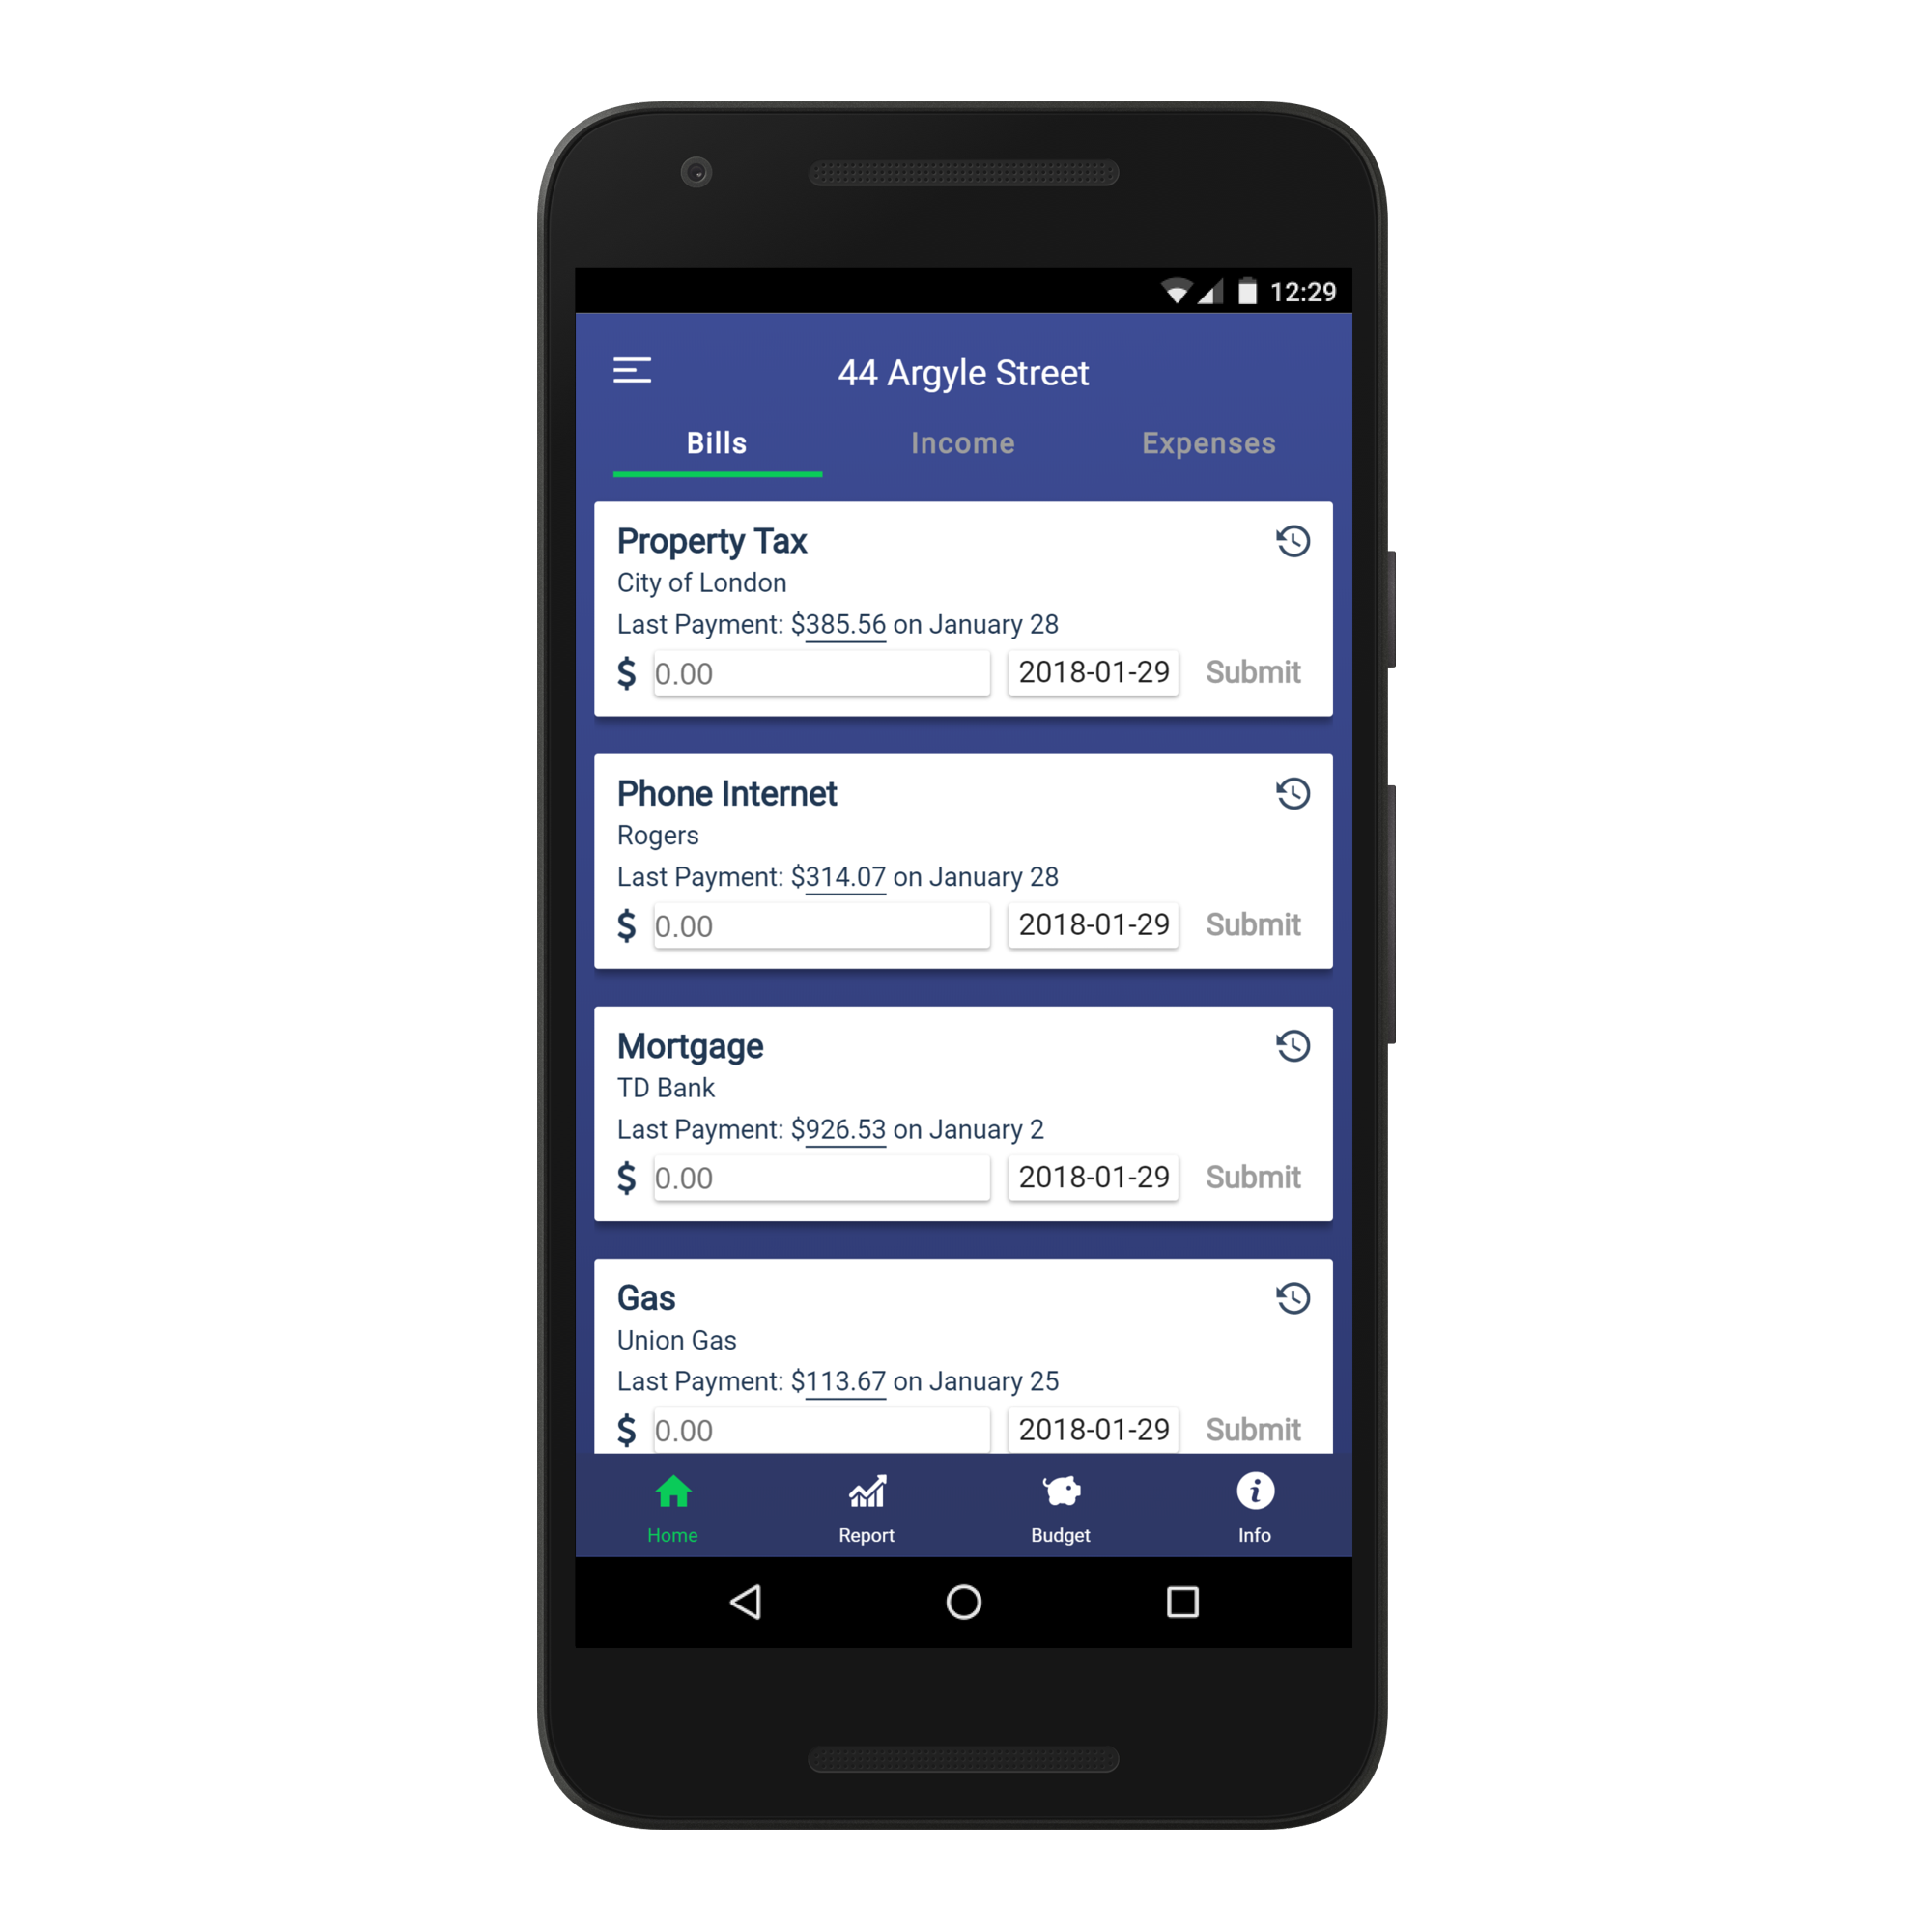 12:29
44 Argyle Street
Bills Income Expenses
Property Tax
City of London
Last Payment: $385.56 on January 28
$ 0.00 2018-01-29 Submit
Phone Internet
Rogers
Last Payment: $314.07 on January 28
$ 0.00 2018-01-29 Submit
Mortgage
TD Bank
Last Payment: $926.53 on January 2
$ 0.00 2018-01-29 Submit
Gas
Union Gas
Last Payment: $113.67 on January 25
$ 0.00 2018-01-29 Submit
Home Report Budget Info